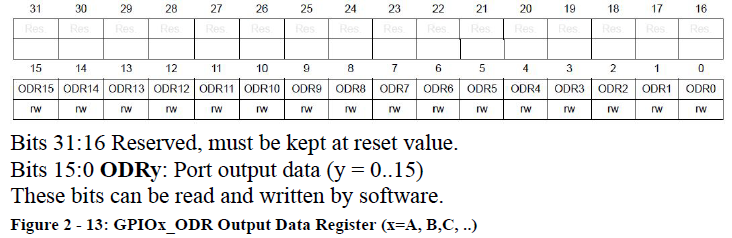 31 30 29 28 27 26 25 24 23 22 21 20 19 18 17 16
Res Res Res Res Res Res Res Res Res Res Res Res Res Res Res Res
15 14 13 12 11 10 9 8 7 6 5 4 3 2 1 0
ODR15 ODR14 ODR13 ODR12 ODR11 ODR10 ODR9 ODR8 ODR7 ODR6 ODR5 ODR4 ODR3 ODR2 ODR1 ODR0
rw rw rw rw rw rw rw rw rw rw rw rw rw rw rw rw
Bits 31:16 Reserved, must be kept at reset value.
Bits 15:0 ODRy: Port output data (y = 0..15)
These bits can be read and written by software.
Figure 2 - 13: GPIOx_ODR Output Data Register (x=A, B,C, ..)